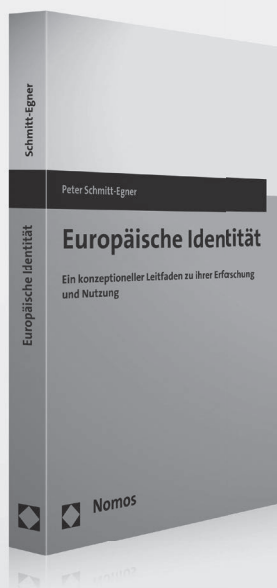 Schmitt-Egner
Europäische Identität
Peter Schmitt-Egner
Europäische Identität
Ein konzeptioneller Leitfaden zu ihrer Erforschung
und Nutzung
Nomos